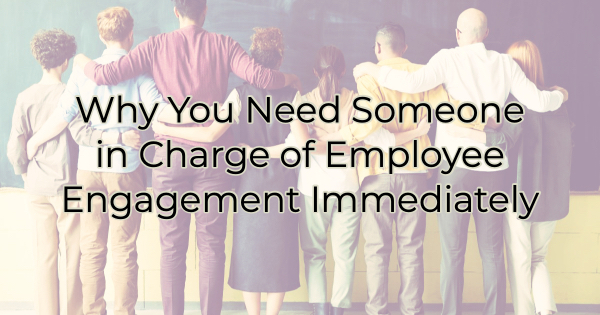 Why You Need Someone
in Charge of Employee
Engagement Immediately